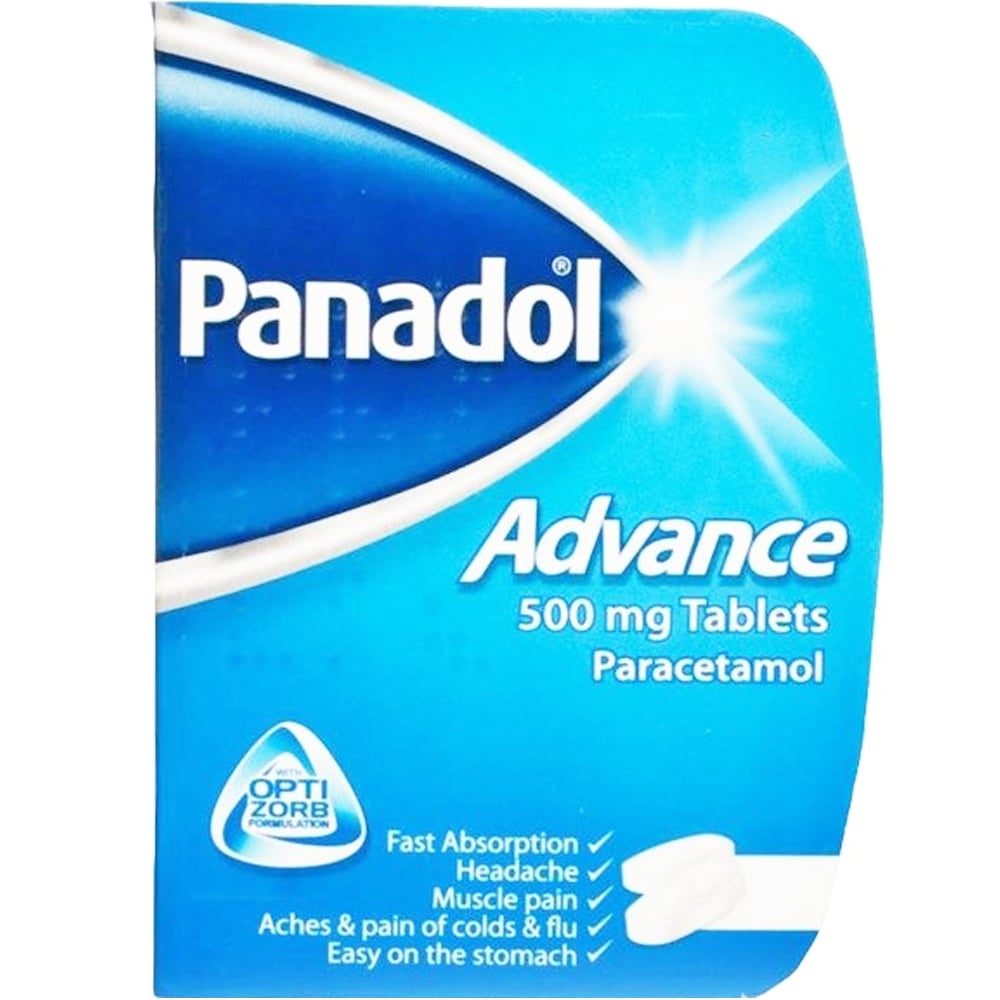 Panadol®
Advance
500 mg Tablets
Paracetamol
WITH
OPTI
ZORB
FORMULATION
Fast Absorption ✓
Headache ✓
Muscle pain ✓
Aches & pain of colds & flu ✓
Easy on the stomach ✓